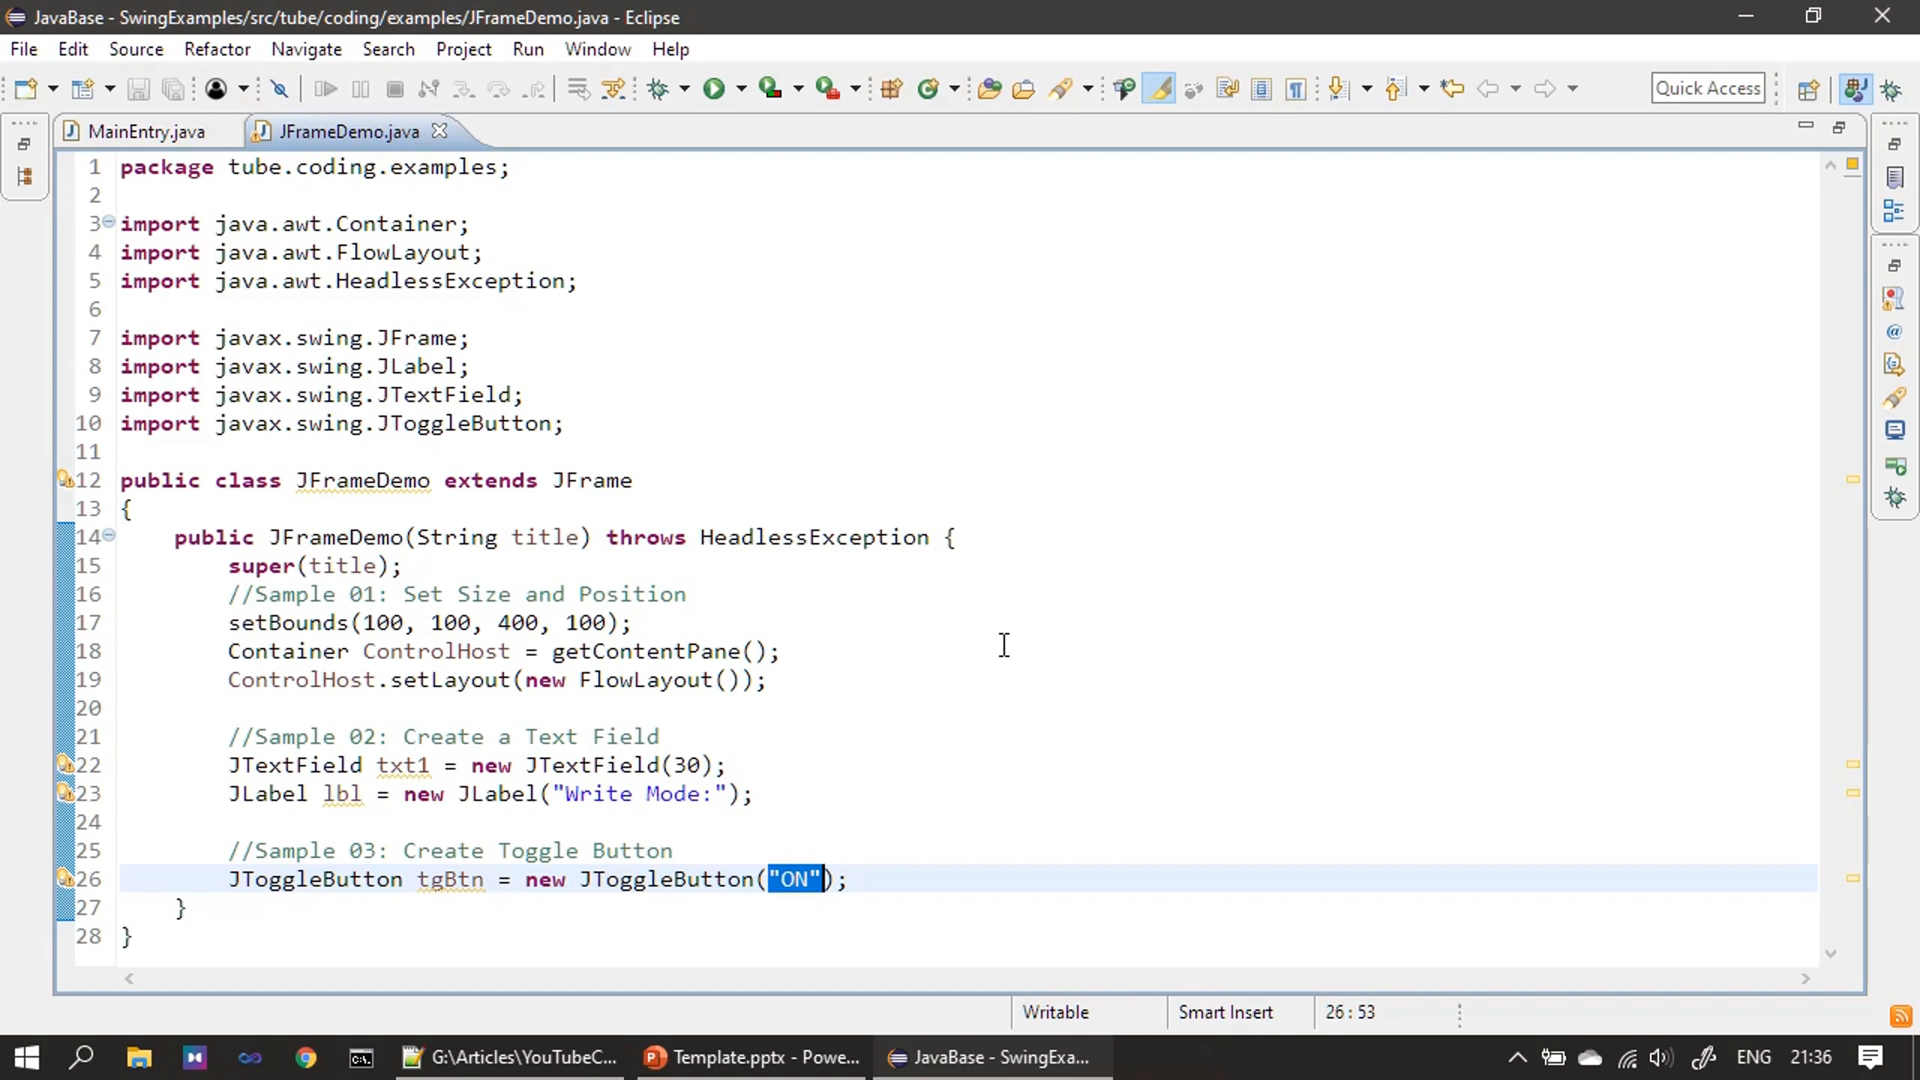 JavaBase - SwingExamples/src/tube/coding/examples/JFrameDemo.java - Eclipse
File Edit Source Refactor Navigate Search Project Run Window Help
Quick Access
MainEntry.java JFrameDemo.java
1 package tube.coding.examples;
2
3 import java.awt.Container;
4 import java.awt.FlowLayout;
5 import java.awt.HeadlessException;
6
7 import javax.swing.JFrame;
8 import javax.swing.JLabel;
9 import javax.swing.JTextField;
10 import javax.swing.JToggleButton;
11
12 public class JFrameDemo extends JFrame
13 {
14 public JFrameDemo(String title) throws HeadlessException {
15 super(title);
16 //Sample 01: Set Size and Position
17 setBounds(100, 100, 400, 100);
18 Container ControlHost = getContentPane();
19 ControlHost.setLayout(new FlowLayout());
20
21 //Sample 02: Create a Text Field
22 JTextField txt1 = new JTextField(30);
23 JLabel lbl = new JLabel("Write Mode:");
24
25 //Sample 03: Create Toggle Button
26 JToggleButton tgBtn = new JToggleButton("ON");
27 }
28 }
Writable Smart Insert 26 : 53
G:\Articles\YouTubeC... Template.pptx - Powe... JavaBase - SwingExa... ENG 21:36